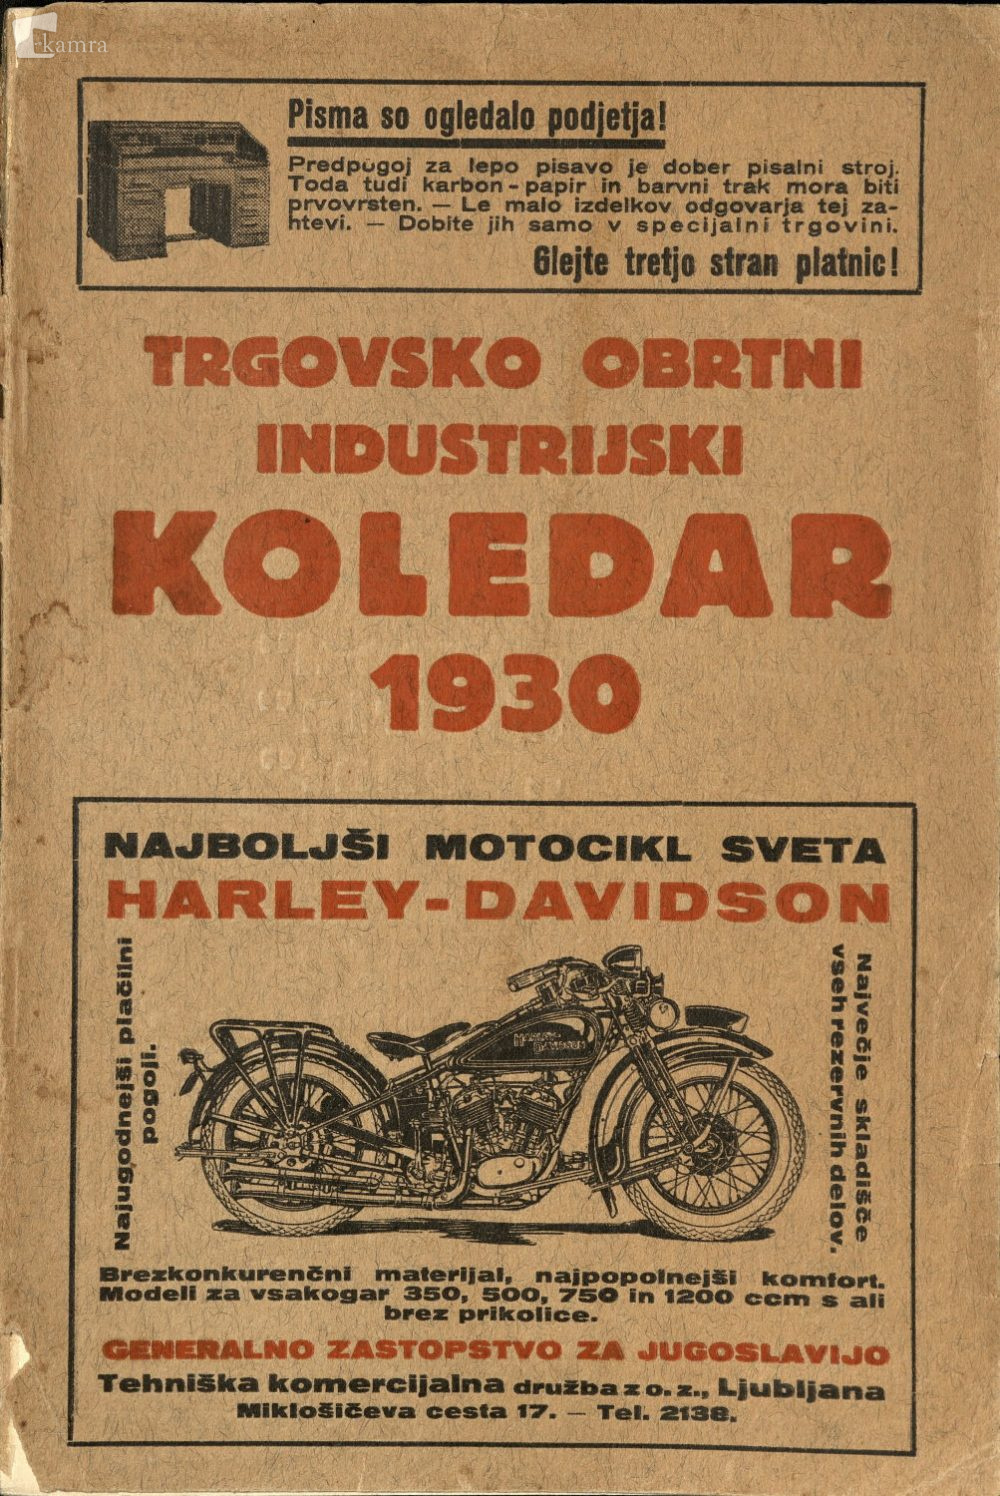 kamra
Pisma so ogledalo podjetja!
Predpogoj za lepo pisavo je dober pisalni stroj.
Toda tudi karbon-papir in barvni trak mora biti
prvovrsten. — Le malo izdelkov odgovarja tej za-
htevi. — Dobite jih samo v specijalni trgovini.
Glejte tretjo stran platnic!
TRGOVSKO OBRTNI
INDUSTRIJSKI
KOLEDAR
1930
NAJBOLJŠI MOTOCIKL SVETA
HARLEY-DAVIDSON
Najugodnejši plačilni
pogoji.
HARLEY
DAVIDSON
Največje skladišče
vseh rezervnih delov.
Brezkonkurenčni materijal, najpopolnejši komfort.
Modeli za vsakogar 350, 500, 750 in 1200 ccm s ali
brez prikolice.
GENERALNO ZASTOPSTVO ZA JUGOSLAVIJO
Tehniška komercijalna družba z o. z., Ljubljana
Miklošičeva cesta 17. — Tel. 2138.